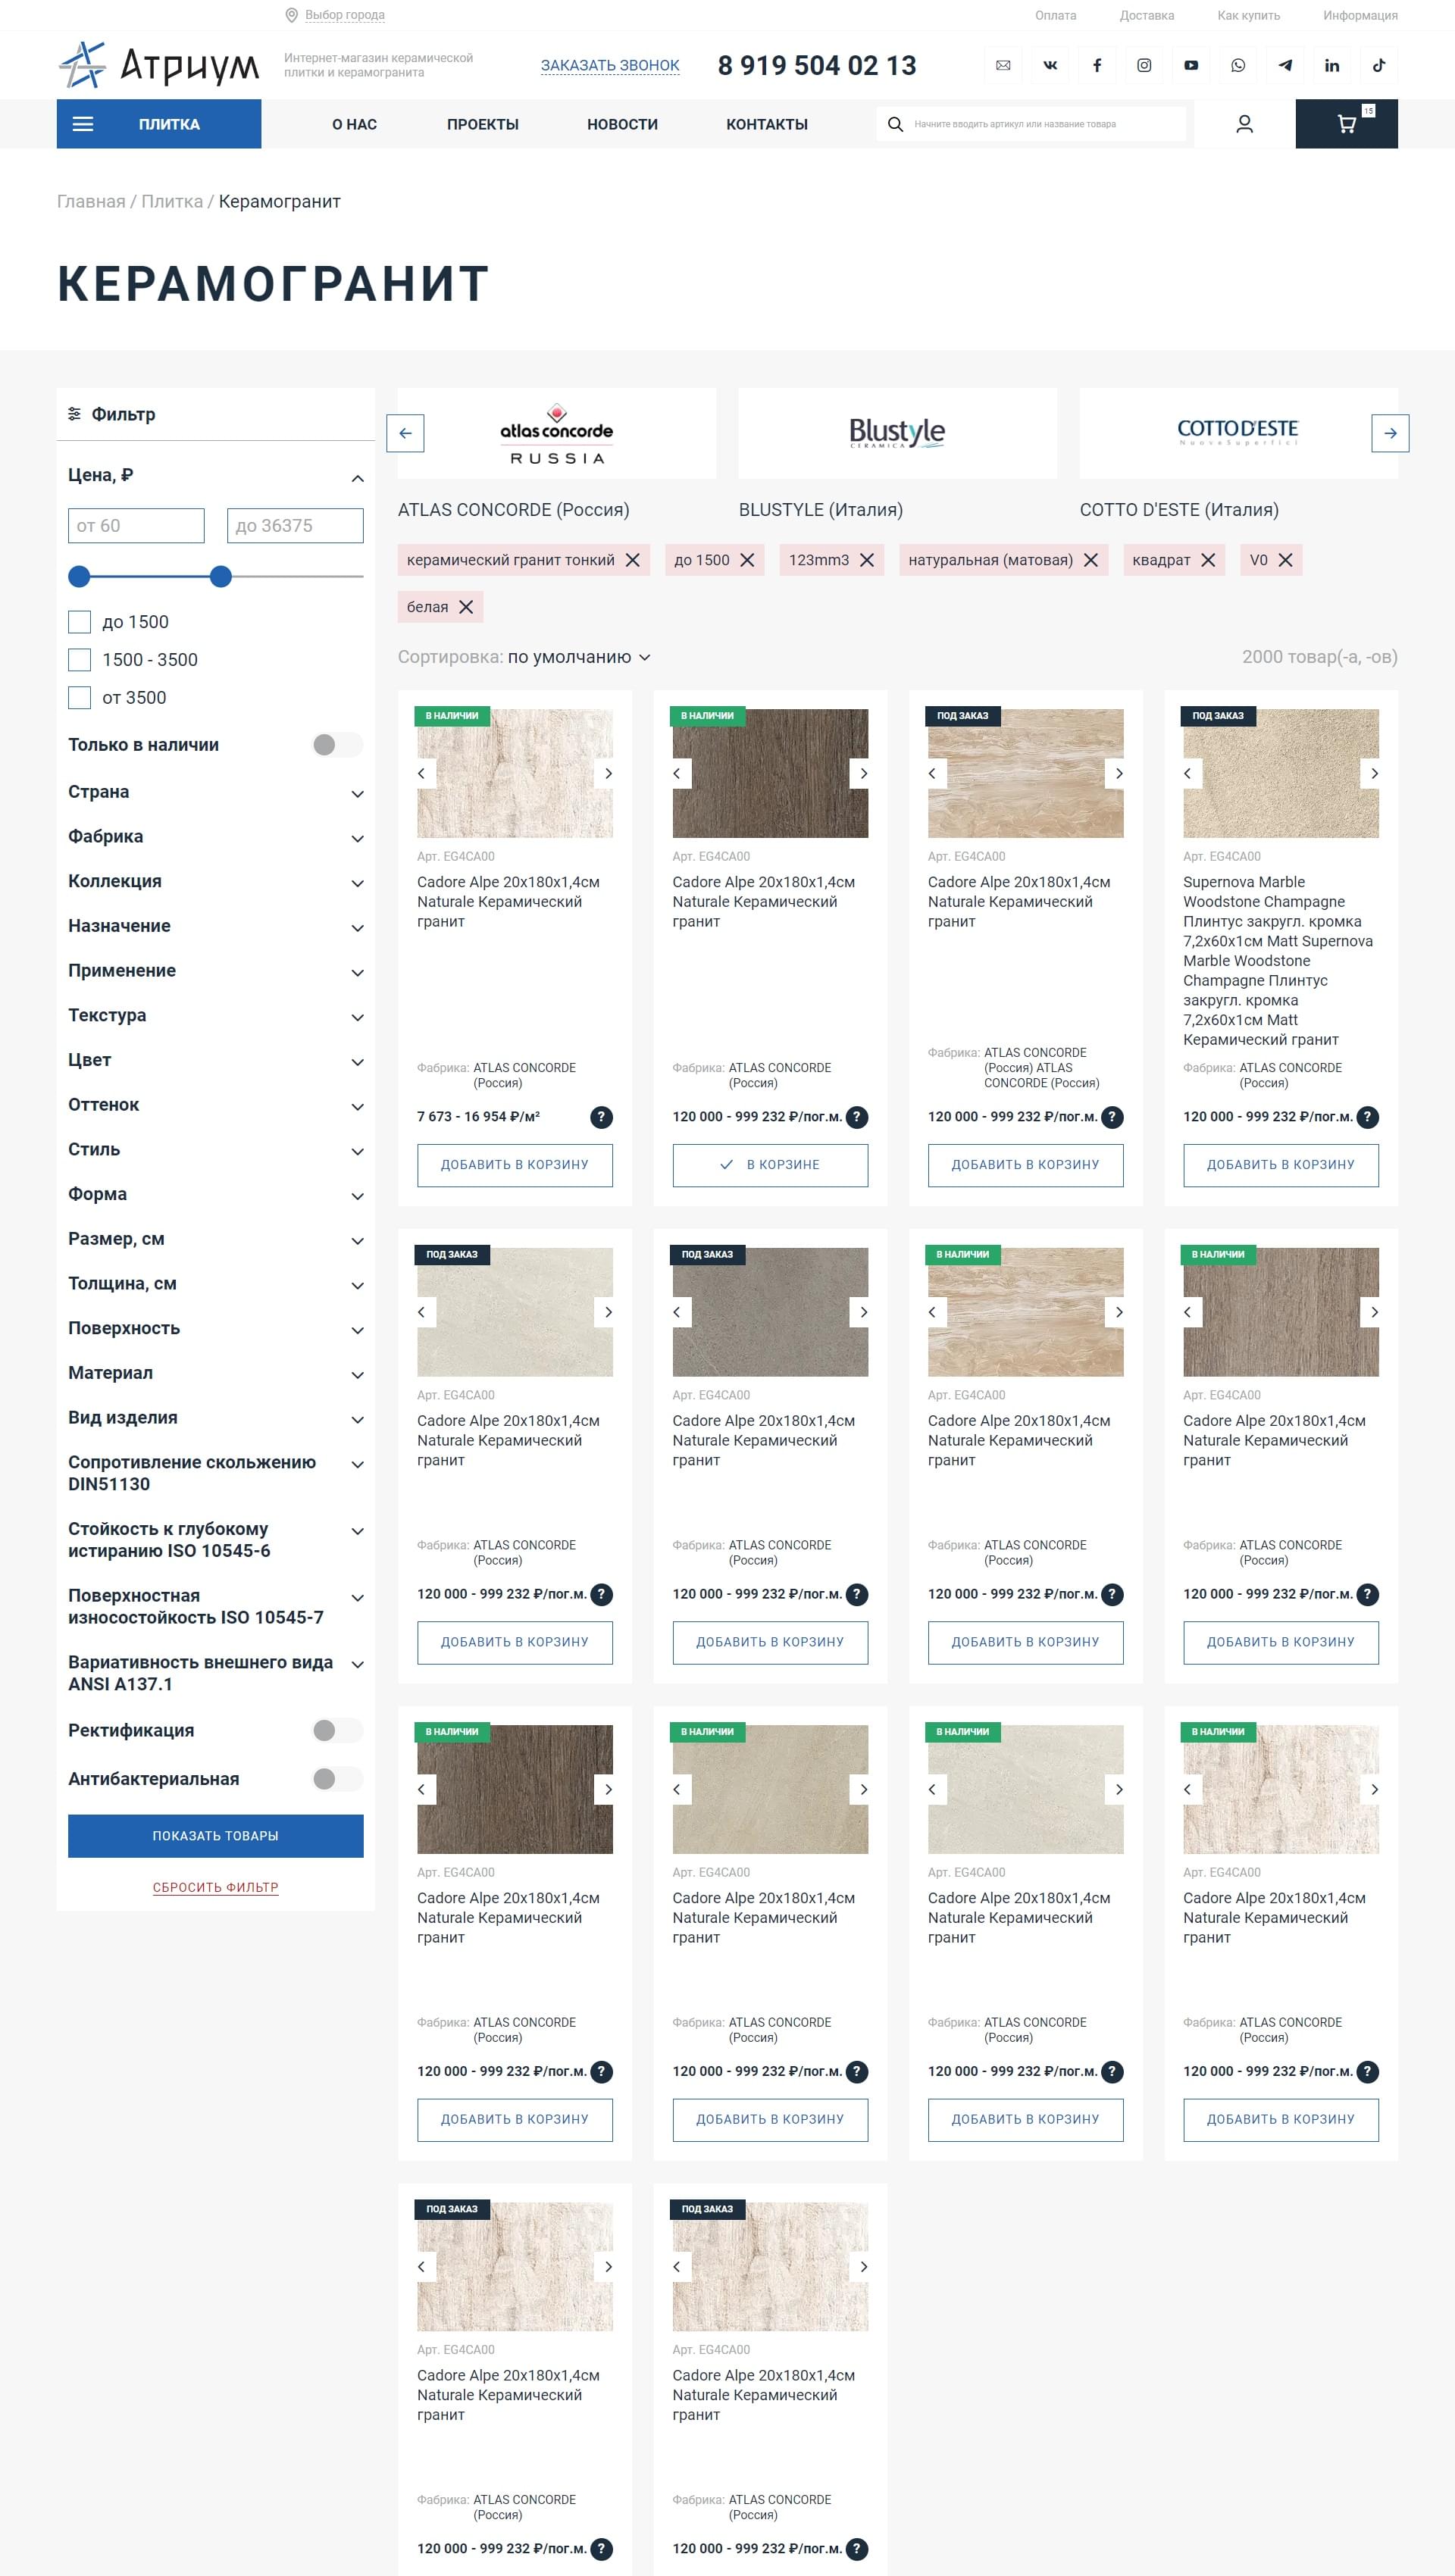 Выбор города
Оплата
Доставка
Как купить
Информация
Атриум
Интернет-магазин керамической
плитки и керамогранита
ЗАКАЗАТЬ ЗВОНОК
8 919 504 02 13
ПЛИТКА
О НАС
ПРОЕКТЫ
НОВОСТИ
КОНТАКТЫ
Начните вводить артикул или название товара
15
Главная / Плитка / Керамогранит
КЕРАМОГРАНИТ
Фильтр
Цена, ₽
от 60
до 36375
до 1500
1500 - 3500
от 3500
Только в наличии
Страна
Фабрика
Коллекция
Назначение
Применение
Текстура
Цвет
Оттенок
Стиль
Форма
Размер, см
Толщина, см
Поверхность
Материал
Вид изделия
Сопротивление скольжению
DIN51130
Стойкость к глубокому
истиранию ISO 10545-6
Поверхностная
износостойкость ISO 10545-7
Вариативность внешнего вида
ANSI A137.1
Ректификация
Антибактериальная
ПОКАЗАТЬ ТОВАРЫ
СБРОСИТЬ ФИЛЬТР
atlas concorde
RUSSIA
Blustyle
CERAMICA
COTTO D'ESTE
NuoveSuperfici
ATLAS CONCORDE (Россия)
BLUSTYLE (Италия)
COTTO D'ESTE (Италия)
керамический гранит тонкий
до 1500
123mm3
натуральная (матовая)
квадрат
V0
белая
Сортировка: по умолчанию
2000 товар(-а, -ов)
В НАЛИЧИИ
Арт. EG4CA00
Cadore Alpe 20x180x1,4см
Naturale Керамический
гранит
Фабрика: ATLAS CONCORDE
(Россия)
7 673 - 16 954 ₽/м²
?
ДОБАВИТЬ В КОРЗИНУ
В НАЛИЧИИ
Арт. EG4CA00
Cadore Alpe 20x180x1,4см
Naturale Керамический
гранит
Фабрика: ATLAS CONCORDE
(Россия)
120 000 - 999 232 ₽/пог.м.
?
В КОРЗИНЕ
ПОД ЗАКАЗ
Арт. EG4CA00
Cadore Alpe 20x180x1,4см
Naturale Керамический
гранит
Фабрика: ATLAS CONCORDE
(Россия) ATLAS
CONCORDE (Россия)
120 000 - 999 232 ₽/пог.м.
?
ДОБАВИТЬ В КОРЗИНУ
ПОД ЗАКАЗ
Арт. EG4CA00
Supernova Marble
Woodstone Champagne
Плинтус закругл. кромка
7,2x60x1см Matt Supernova
Marble Woodstone
Champagne Плинтус
закругл. кромка
7,2x60x1см Matt
Керамический гранит
Фабрика: ATLAS CONCORDE
(Россия)
120 000 - 999 232 ₽/пог.м.
?
ДОБАВИТЬ В КОРЗИНУ
ПОД ЗАКАЗ
Арт. EG4CA00
Cadore Alpe 20x180x1,4см
Naturale Керамический
гранит
Фабрика: ATLAS CONCORDE
(Россия)
120 000 - 999 232 ₽/пог.м.
?
ДОБАВИТЬ В КОРЗИНУ
ПОД ЗАКАЗ
Арт. EG4CA00
Cadore Alpe 20x180x1,4см
Naturale Керамический
гранит
Фабрика: ATLAS CONCORDE
(Россия)
120 000 - 999 232 ₽/пог.м.
?
ДОБАВИТЬ В КОРЗИНУ
В НАЛИЧИИ
Арт. EG4CA00
Cadore Alpe 20x180x1,4см
Naturale Керамический
гранит
Фабрика: ATLAS CONCORDE
(Россия)
120 000 - 999 232 ₽/пог.м.
?
ДОБАВИТЬ В КОРЗИНУ
В НАЛИЧИИ
Арт. EG4CA00
Cadore Alpe 20x180x1,4см
Naturale Керамический
гранит
Фабрика: ATLAS CONCORDE
(Россия)
120 000 - 999 232 ₽/пог.м.
?
ДОБАВИТЬ В КОРЗИНУ
В НАЛИЧИИ
Арт. EG4CA00
Cadore Alpe 20x180x1,4см
Naturale Керамический
гранит
Фабрика: ATLAS CONCORDE
(Россия)
120 000 - 999 232 ₽/пог.м.
?
ДОБАВИТЬ В КОРЗИНУ
В НАЛИЧИИ
Арт. EG4CA00
Cadore Alpe 20x180x1,4см
Naturale Керамический
гранит
Фабрика: ATLAS CONCORDE
(Россия)
120 000 - 999 232 ₽/пог.м.
?
ДОБАВИТЬ В КОРЗИНУ
В НАЛИЧИИ
Арт. EG4CA00
Cadore Alpe 20x180x1,4см
Naturale Керамический
гранит
Фабрика: ATLAS CONCORDE
(Россия)
120 000 - 999 232 ₽/пог.м.
?
ДОБАВИТЬ В КОРЗИНУ
В НАЛИЧИИ
Арт. EG4CA00
Cadore Alpe 20x180x1,4см
Naturale Керамический
гранит
Фабрика: ATLAS CONCORDE
(Россия)
120 000 - 999 232 ₽/пог.м.
?
ДОБАВИТЬ В КОРЗИНУ
ПОД ЗАКАЗ
Арт. EG4CA00
Cadore Alpe 20x180x1,4см
Naturale Керамический
гранит
Фабрика: ATLAS CONCORDE
(Россия)
120 000 - 999 232 ₽/пог.м.
?
ПОД ЗАКАЗ
Арт. EG4CA00
Cadore Alpe 20x180x1,4см
Naturale Керамический
гранит
Фабрика: ATLAS CONCORDE
(Россия)
120 000 - 999 232 ₽/пог.м.
?